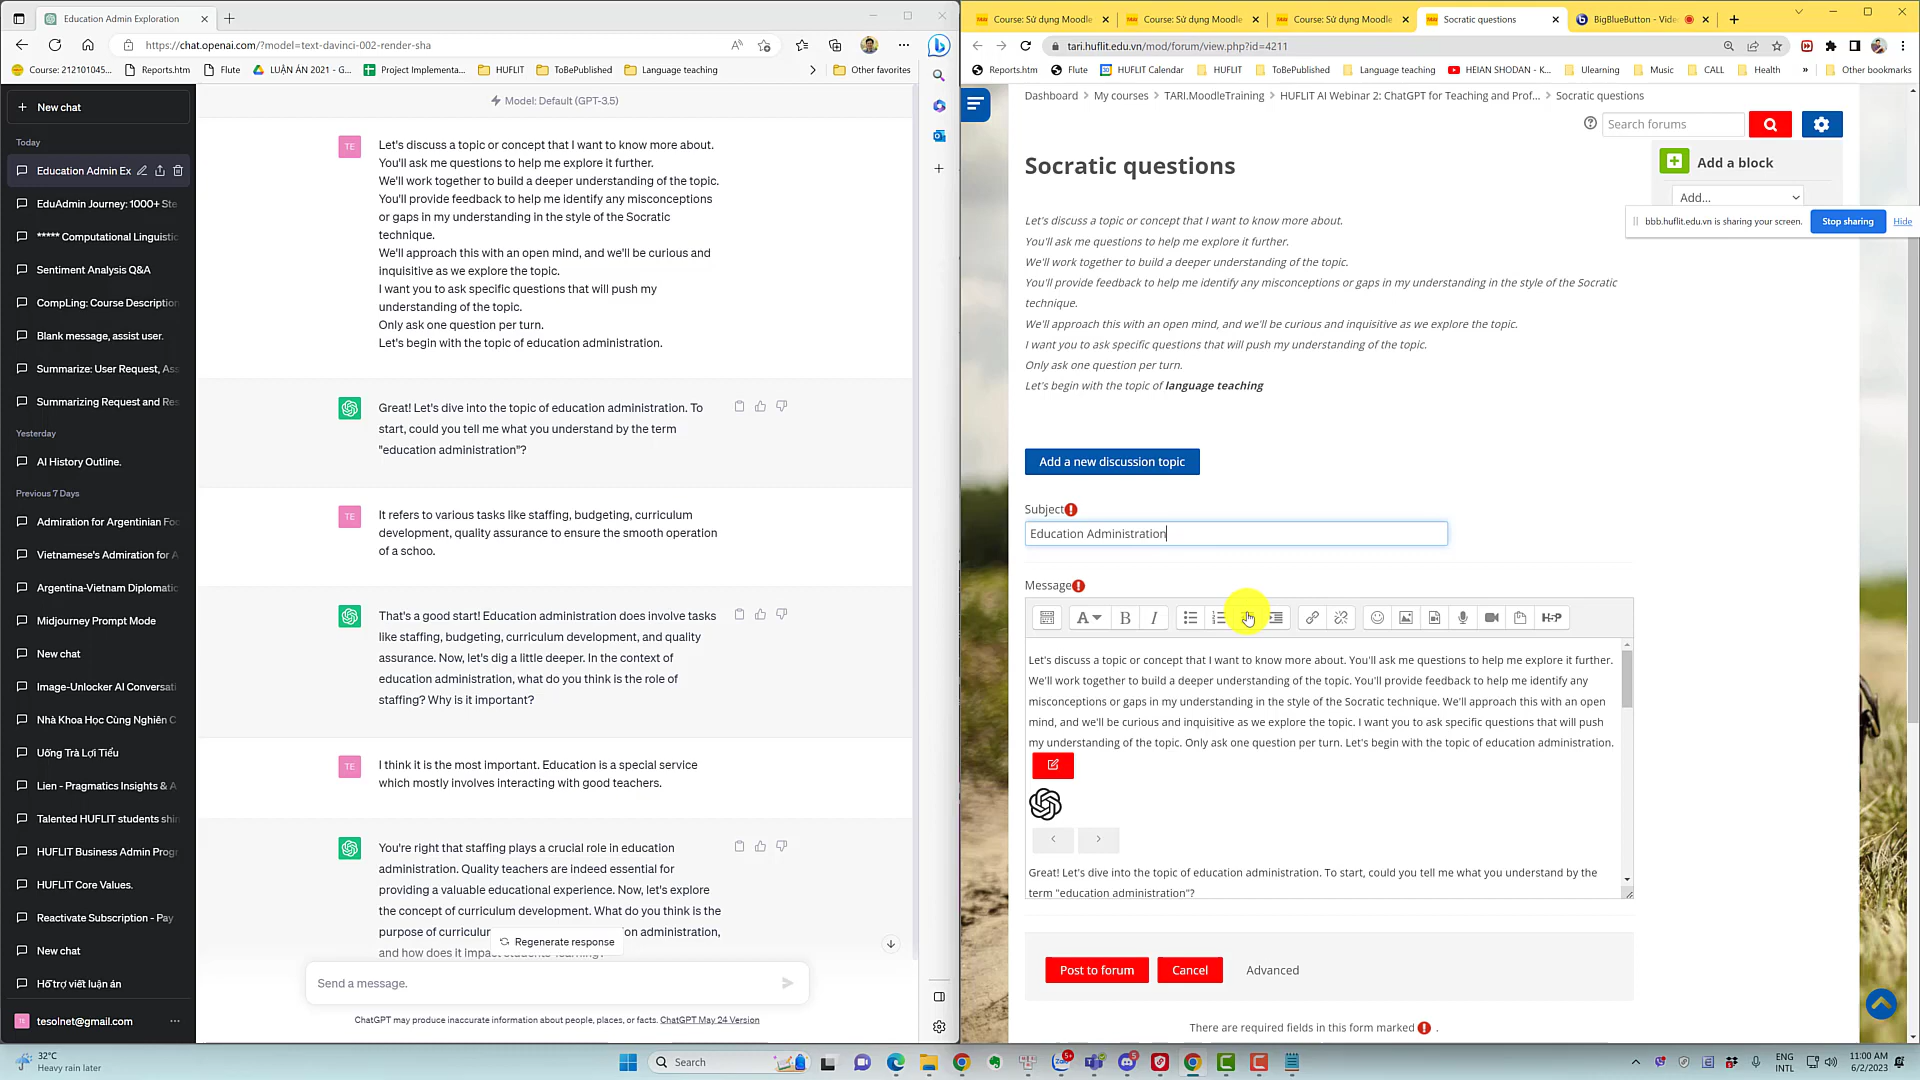 Education Admin Exploration
https://chat.openai.com/?model=text-davinci-002-render-sha
Course: 212101045...
Reports.htm
Flute
LUẬN ÁN 2021 - G...
Project Implementa...
HUFLIT
ToBePublished
Language teaching
Other favorites
New chat
Today
Education Admin Ex
EduAdmin Journey: 1000+ Ste
***** Computational Linguistic
Sentiment Analysis Q&A
CompLing: Course Description
Blank message, assist user.
Summarize: User Request, Ass
Summarizing Request and Res
Yesterday
AI History Outline.
Previous 7 Days
Admiration for Argentinian Foo
Vietnamese's Admiration for A
Argentina-Vietnam Diplomatic
Midjourney Prompt Mode
New chat
Image-Unlocker AI Conversati
Nhà Khoa Học Cùng Nghiên C
Uống Trà Lợi Tiểu
Lien - Pragmatics Insights & A
Talented HUFLIT students shin
HUFLIT Business Admin Progr
HUFLIT Core Values.
Reactivate Subscription - Pay
New chat
Hỗ trợ viết luận án
tesolnet@gmail.com
Model: Default (GPT-3.5)
TE
Let's discuss a topic or concept that I want to know more about.
You'll ask me questions to help me explore it further.
We'll work together to build a deeper understanding of the topic.
You'll provide feedback to help me identify any misconceptions
or gaps in my understanding in the style of the Socratic
technique.
We'll approach this with an open mind, and we'll be curious and
inquisitive as we explore the topic.
I want you to ask specific questions that will push my
understanding of the topic.
Only ask one question per turn.
Let's begin with the topic of education administration.
Great! Let's dive into the topic of education administration. To
start, could you tell me what you understand by the term
"education administration"?
TE
It refers to various tasks like staffing, budgeting, curriculum
development, quality assurance to ensure the smooth operation
of a schoo.
That's a good start! Education administration does involve tasks
like staffing, budgeting, curriculum development, and quality
assurance. Now, let's dig a little deeper. In the context of
education administration, what do you think is the role of
staffing? Why is it important?
TE
I think it is the most important. Education is a special service
which mostly involves interacting with good teachers.
You're right that staffing plays a crucial role in education
administration. Quality teachers are indeed essential for
providing a valuable educational experience. Now, let's explore
the concept of curriculum development. What do you think is the
purpose of curriculum
on administration,
and how does it impact students' learning?
Regenerate response
Send a message.
ChatGPT may produce inaccurate information about people, places, or facts. ChatGPT May 24 Version
Course: Sử dụng Moodle
Course: Sử dụng Moodle
Course: Sử dụng Moodle
Socratic questions
BigBlueButton - Vide
tari.huflit.edu.vn/mod/forum/view.php?id=4211
Reports.htm
Flute
HUFLIT Calendar
HUFLIT
ToBePublished
Language teaching
HEIAN SHODAN - K...
Ulearning
Music
CALL
Health
Other bookmarks
Dashboard > My courses > TARI.MoodleTraining > HUFLIT AI Webinar 2: ChatGPT for Teaching and Prof... > Socratic questions
Search forums
Socratic questions
Add a block
Add...
bbb.huflit.edu.vn is sharing your screen.
Stop sharing
Hide
Let's discuss a topic or concept that I want to know more about.
You'll ask me questions to help me explore it further.
We'll work together to build a deeper understanding of the topic.
You'll provide feedback to help me identify any misconceptions or gaps in my understanding in the style of the Socratic
technique.
We'll approach this with an open mind, and we'll be curious and inquisitive as we explore the topic.
I want you to ask specific questions that will push my understanding of the topic.
Only ask one question per turn.
Let's begin with the topic of language teaching
Add a new discussion topic
Subject
Education Administration
Message
A
B
I
H-P
Let's discuss a topic or concept that I want to know more about. You'll ask me questions to help me explore it further.
We'll work together to build a deeper understanding of the topic. You'll provide feedback to help me identify any
misconceptions or gaps in my understanding in the style of the Socratic technique. We'll approach this with an open
mind, and we'll be curious and inquisitive as we explore the topic. I want you to ask specific questions that will push
my understanding of the topic. Only ask one question per turn. Let's begin with the topic of education administration.
Great! Let's dive into the topic of education administration. To start, could you tell me what you understand by the
term "education administration"?
Post to forum
Cancel
Advanced
There are required fields in this form marked .
32°C
Heavy rain later
Search
5+
ENG
INTL
11:00 AM
6/2/2023